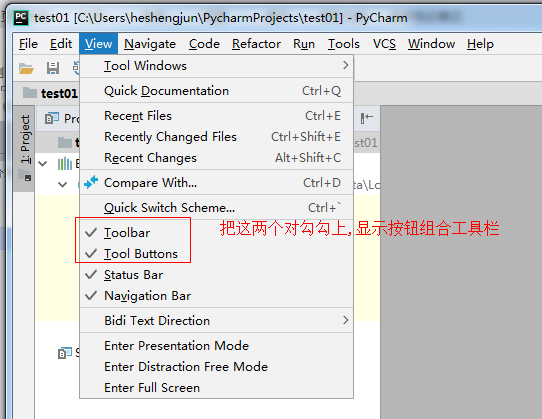 test01 [C:\Users\heshengjun\PycharmProjects\test01] - PyCharm
File Edit View Navigate Code Refactor Run Tools VCS Window Help
test01
Tool Windows
Quick Documentation Ctrl+Q
Recent Files Ctrl+E
Recently Changed Files Ctrl+Shift+E
Recent Changes Alt+Shift+C
Compare With... Ctrl+D
Quick Switch Scheme... Ctrl+`
Toolbar
Tool Buttons
把这两个对勾勾上,显示按钮组合工具栏
Status Bar
Navigation Bar
Bidi Text Direction
Enter Presentation Mode
Enter Distraction Free Mode
Enter Full Screen
1: Project
Pro
st01
ta\Lo